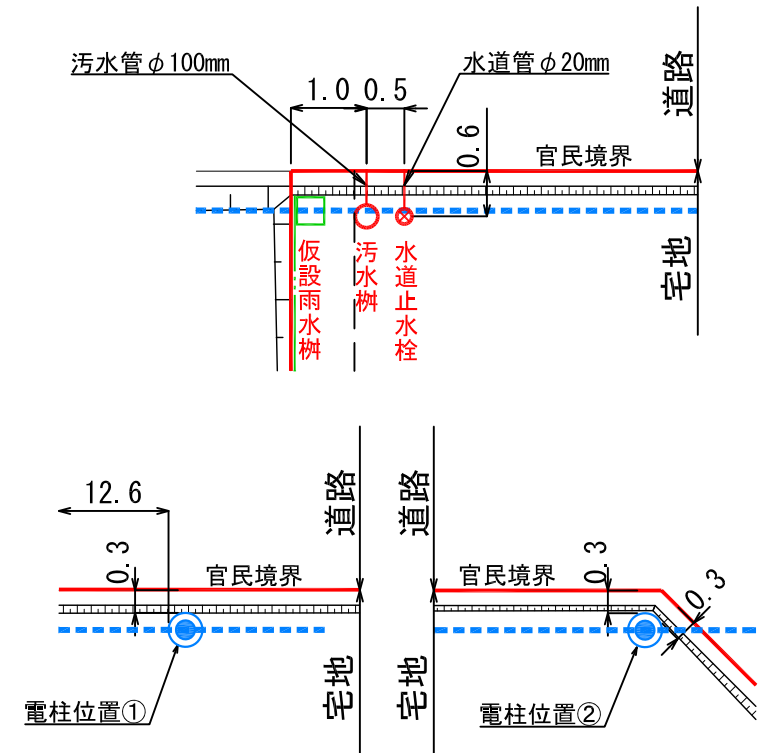 汚水管φ100mm
水道管φ20mm
1.0
0.5
0.6
官民境界
道路
宅地
仮設雨水桝
汚水桝
水道止水栓
12.6
0.3
官民境界
道路
宅地
電柱位置①
道路
宅地
官民境界
0.3
0.3
電柱位置②